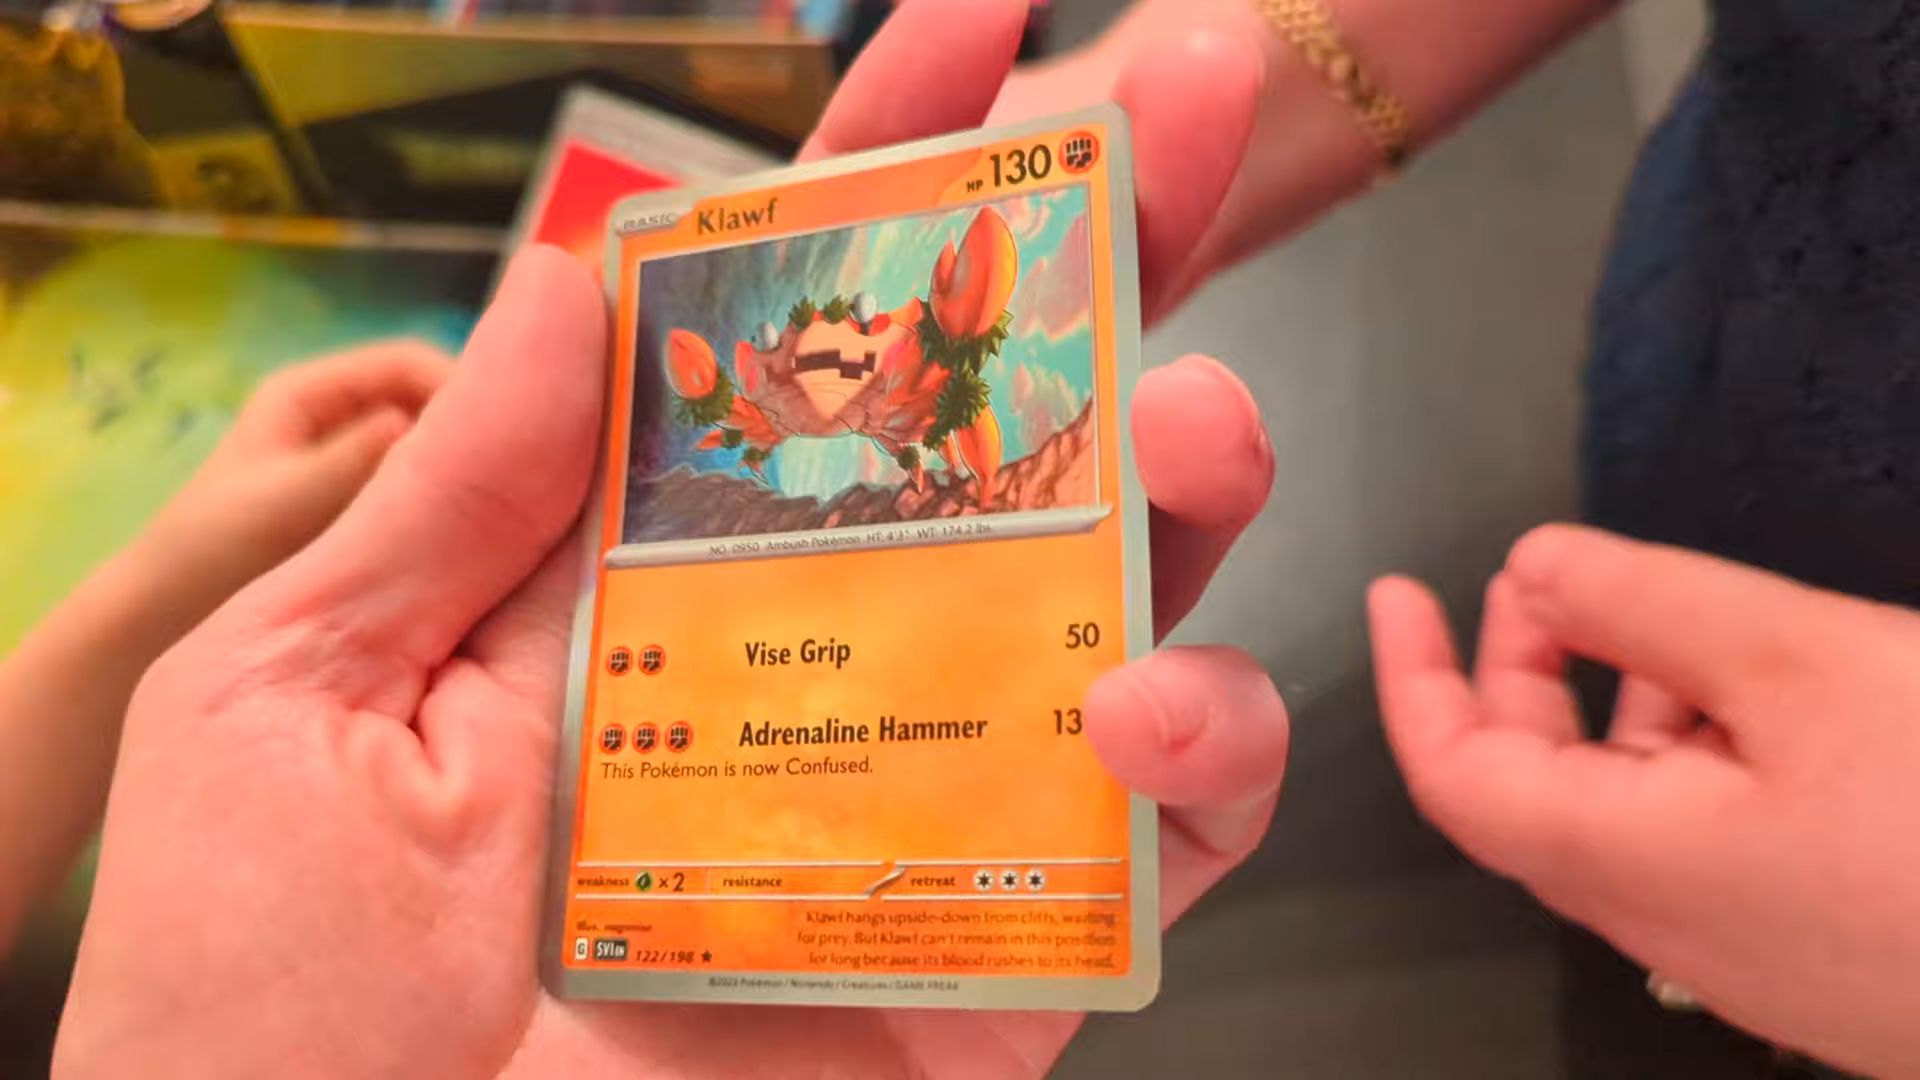 BASIC Klawf HP 130
NO. 0950 Ambush Pokémon HT: 4'3" WT: 174.2 lbs.
Vise Grip 50
Adrenaline Hammer 13
This Pokémon is now Confused.
weakness ×2 resistance retreat
Klawf hangs upside-down from cliffs, waiting
for prey. But Klawf can't remain in this position
for long because its blood rushes to its head.
Illus.
G SVI EN 122/198
©2023 Pokémon / Nintendo / Creatures / GAME FREAK